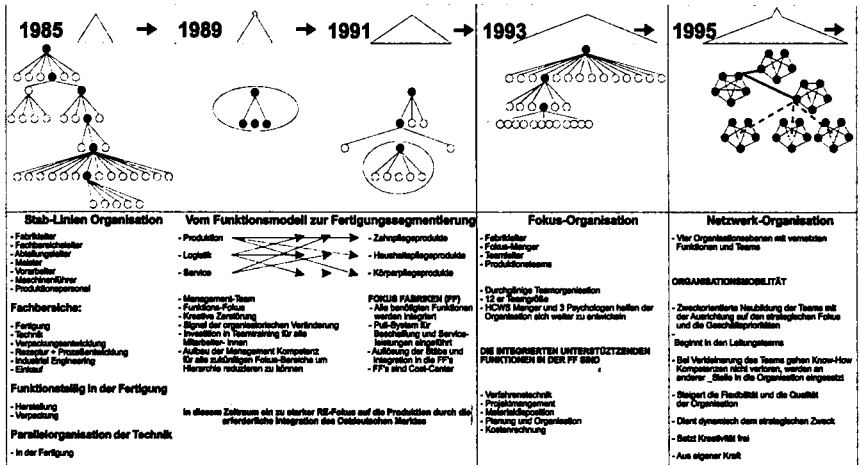 1985
1989
1991
1993
1995
Stab-Linien Organisation
- Fabrikleiter
- Fachbereichsleiter
- Abteilungsleiter
- Meister
- Vorarbeiter
- Maschinenführer
- Produktionspersonal
Fachbereiche:
- Fertigung
- Technik
- Verpackungsentwicklung
- Rezeptur + Prozeßentwicklung
- Industrial Engineering
- Einkauf
Funktionsteilig in der Fertigung
- Herstellung
- Verpackung
Parallelorganisation der Technik
- In der Fertigung
Vom Funktionsmodell zur Fertigungssegmentierung
- Produktion
- Logistik
- Service
- Zahnpflegeprodukte
- Haushaltspflegeprodukte
- Körperpflegeprodukte
- Management-Team
- Funktions-Fokus
- Kreative Zerstörung
- Signal der organisatorischen Veränderung
- Investition in Teamtraining für alle
Mitarbeiter- innen
- Aufbau der Management Kompetenz
für alle zukünftigen Fokus-Bereiche um
Hierarchie reduzieren zu können
FOKUS FABRIKEN (FF)
- Alle benötigten Funktionen
werden integriert
- Pull-System für
Beschaffung und Service-
leistungen eingeführt
- Auflösung der Stäbe und
Integration in die FF's
- FF's sind Cost-Center
In diesem Zeitraum ein zu starker RE-Fokus auf die Produktion durch die
erforderliche Integration des Ostdeutschen Marktes
Fokus-Organisation
- Fabrikleiter
- Fokus-Manger
- Teamleiter
- Produktionsteams
- Durchgängige Teamorganisation
- 12 er Teamgröße
- HCWS Manger und 3 Psychologen helfen der
Organisation sich weiter zu entwickeln
DIE INTEGRIERTEN UNTERSTÜTZTENDEN
FUNKTIONEN IN DER FF SIND
- Verfahrenstechnik
- Projektmangement
- Materialdisposition
- Planung und Organisation
- Kostenrechnung
Netzwerk-Organisation
- Vier Organisationsebenen mit vernetzten
Funktionen und Teams
ORGANISATIONSMOBILITÄT
- Zweckorientierte Neubildung der Teams mit
der Ausrichtung auf den strategischen Fokus
und die Geschäftsprioritäten
-
Beginnt in den Leitungsteams
- Bei Verkleinerung des Teams gehen Know-How
Kompetenzen nicht verloren, werden an
anderer _Stelle in die Organisation eingesetzt
- Steigert die Flexibilität und die Qualität
der Organisation
- Dient dynamisch dem strategischen Zweck
- Setzt Kreativität frei
- Aus eigener Kraft